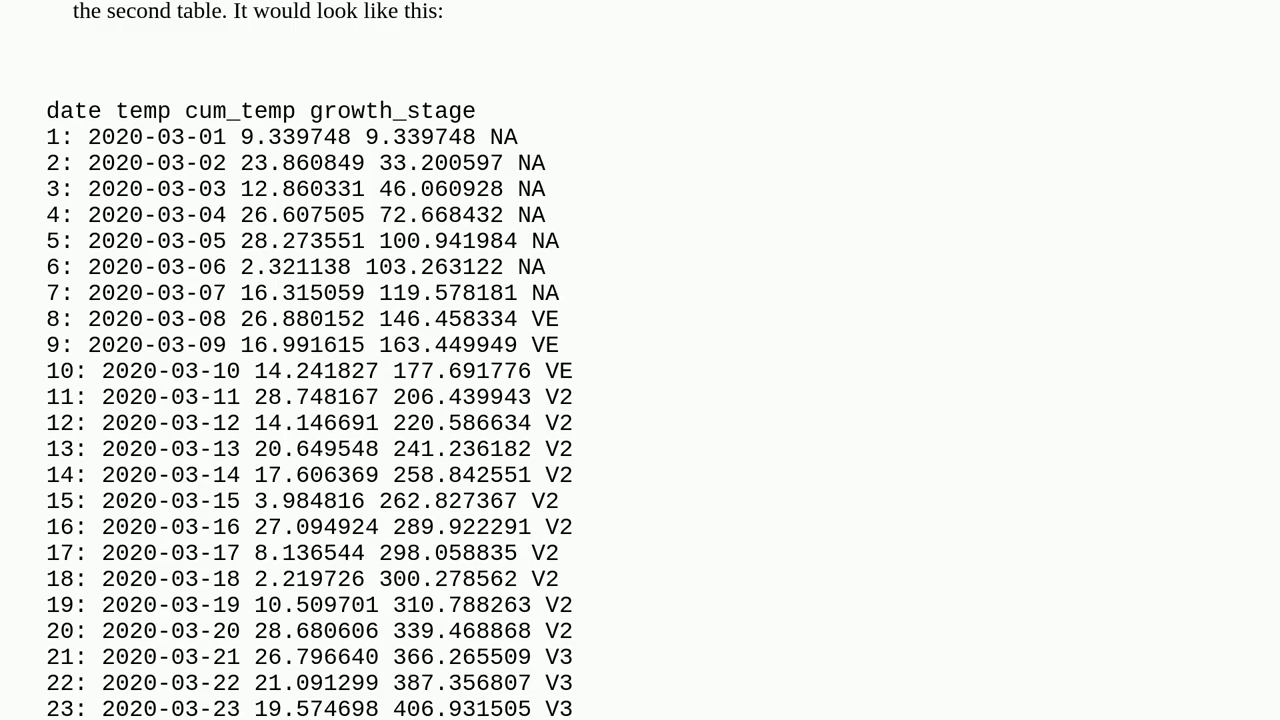 the second table. It would look like this:
date temp cum_temp growth_stage
1: 2020-03-01 9.339748 9.339748 NA
2: 2020-03-02 23.860849 33.200597 NA
3: 2020-03-03 12.860331 46.060928 NA
4: 2020-03-04 26.607505 72.668432 NA
5: 2020-03-05 28.273551 100.941984 NA
6: 2020-03-06 2.321138 103.263122 NA
7: 2020-03-07 16.315059 119.578181 NA
8: 2020-03-08 26.880152 146.458334 VE
9: 2020-03-09 16.991615 163.449949 VE
10: 2020-03-10 14.241827 177.691776 VE
11: 2020-03-11 28.748167 206.439943 V2
12: 2020-03-12 14.146691 220.586634 V2
13: 2020-03-13 20.649548 241.236182 V2
14: 2020-03-14 17.606369 258.842551 V2
15: 2020-03-15 3.984816 262.827367 V2
16: 2020-03-16 27.094924 289.922291 V2
17: 2020-03-17 8.136544 298.058835 V2
18: 2020-03-18 2.219726 300.278562 V2
19: 2020-03-19 10.509701 310.788263 V2
20: 2020-03-20 28.680606 339.468868 V2
21: 2020-03-21 26.796640 366.265509 V3
22: 2020-03-22 21.091299 387.356807 V3
23: 2020-03-23 19.574698 406.931505 V3